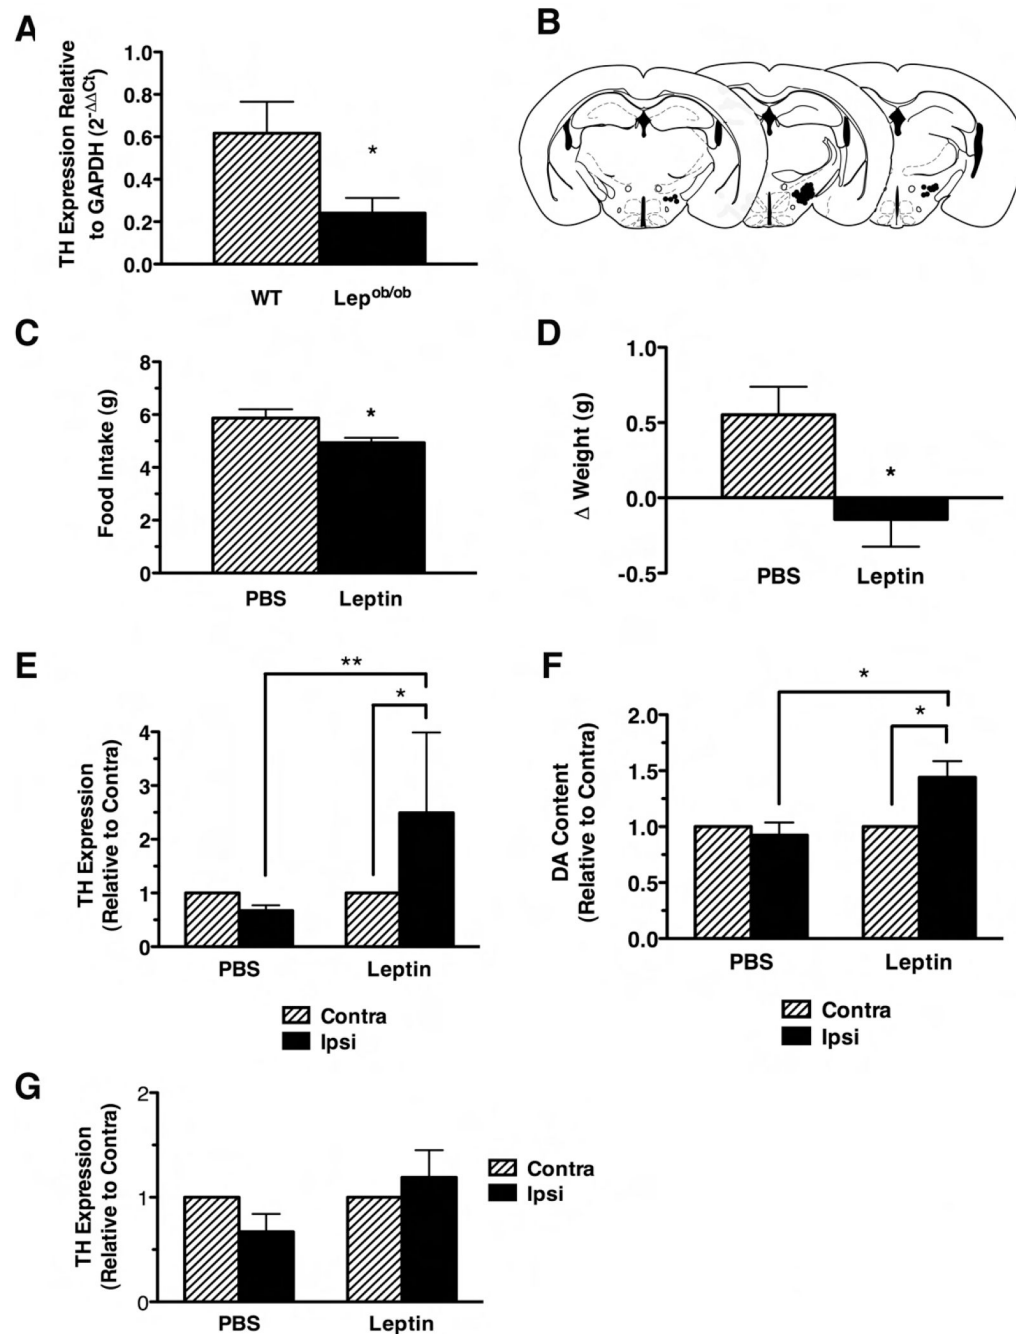 A
TH Expression Relative
to GAPDH (2^-ΔΔCt)
1.0
0.8
0.6
0.4
0.2
0.0
*
WT Lep^ob/ob
B
C
Food Intake (g)
8
6
4
2
0
*
PBS Leptin
D
Δ Weight (g)
1.0
0.5
0.0
-0.5
*
PBS Leptin
E
TH Expression
(Relative to Contra)
4
3
2
1
0
**
*
PBS Leptin
Contra
Ipsi
F
DA Content
(Relative to Contra)
2.0
1.5
1.0
0.5
0.0
*
*
PBS Leptin
Contra
Ipsi
G
TH Expression
(Relative to Contra)
2
1
0
PBS Leptin
Contra
Ipsi